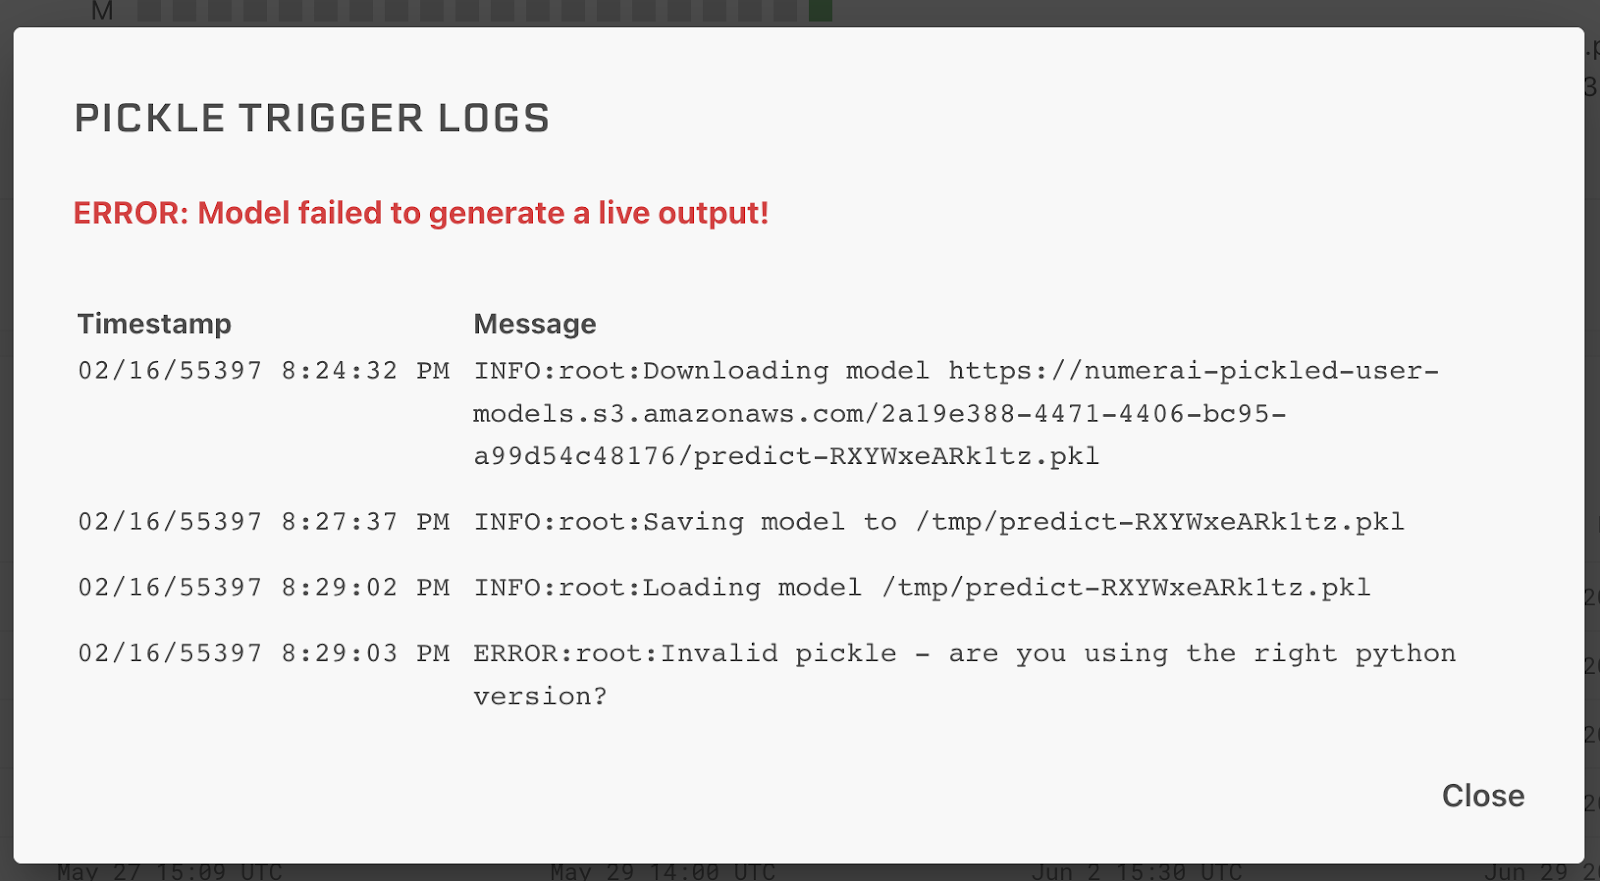 M
PICKLE TRIGGER LOGS
ERROR: Model failed to generate a live output!
Timestamp Message
02/16/55397 8:24:32 PM INFO:root:Downloading model https://numerai-pickled-user-
models.s3.amazonaws.com/2a19e388-4471-4406-bc95-
a99d54c48176/predict-RXYWxeARk1tz.pkl
02/16/55397 8:27:37 PM INFO:root:Saving model to /tmp/predict-RXYWxeARk1tz.pkl
02/16/55397 8:29:02 PM INFO:root:Loading model /tmp/predict-RXYWxeARk1tz.pkl
02/16/55397 8:29:03 PM ERROR:root:Invalid pickle – are you using the right python
version?
Close
May 27 15:09 UTC May 29 14:00 UTC Jun 2 15:30 UTC Jun 29